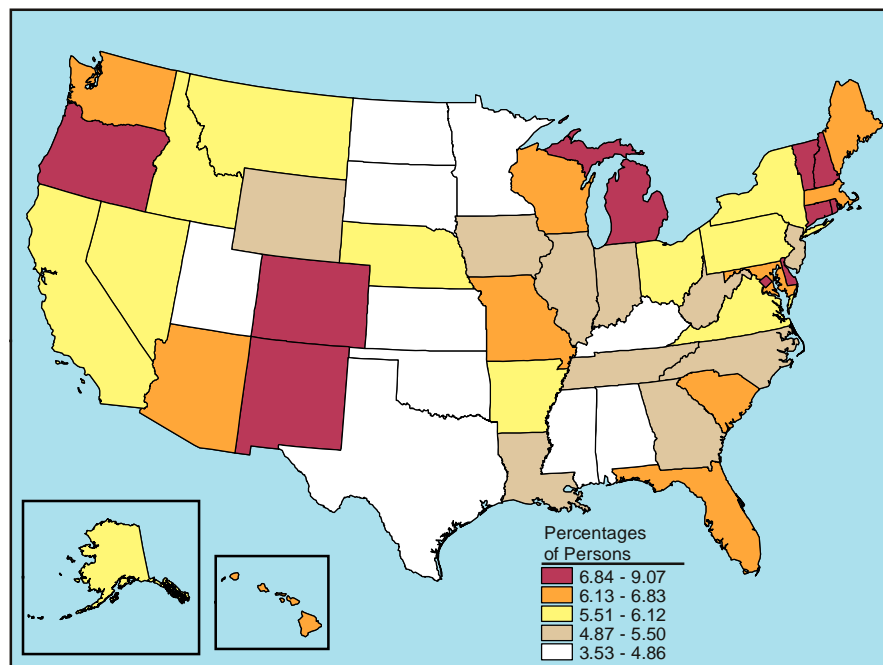 Percentages
of Persons
6.84 - 9.07
6.13 - 6.83
5.51 - 6.12
4.87 - 5.50
3.53 - 4.86